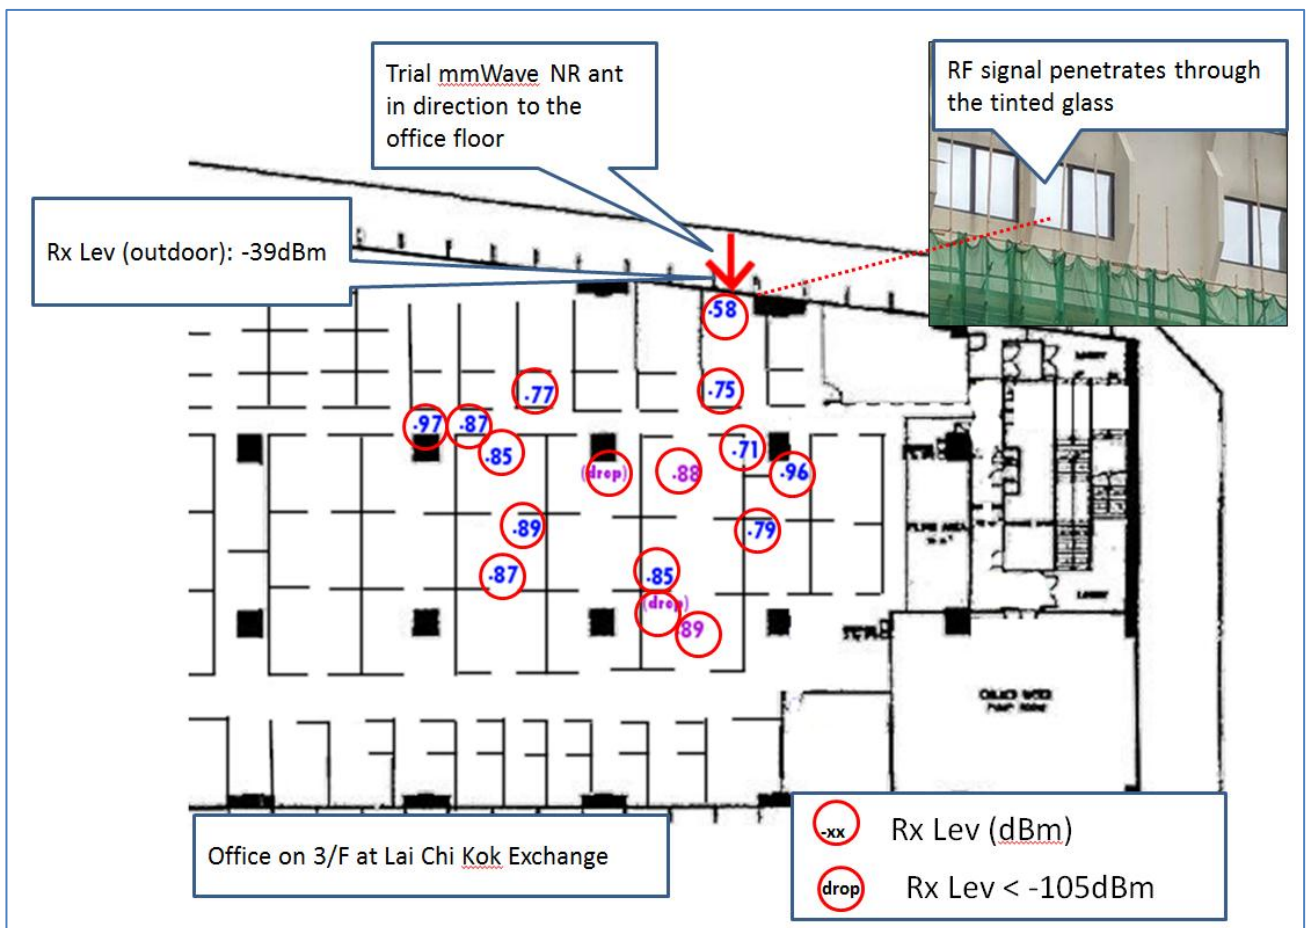 Trial mmWave NR ant
in direction to the
office floor
RF signal penetrates through
the tinted glass
Rx Lev (outdoor): -39dBm
-58
-77
-75
-97
-87
-85
(drop)
-88
-71
-96
-89
-79
-87
-85
(drop)
-89
LOBBY
LOBBY
Office on 3/F at Lai Chi Kok Exchange
-xx Rx Lev (dBm)
drop Rx Lev < -105dBm